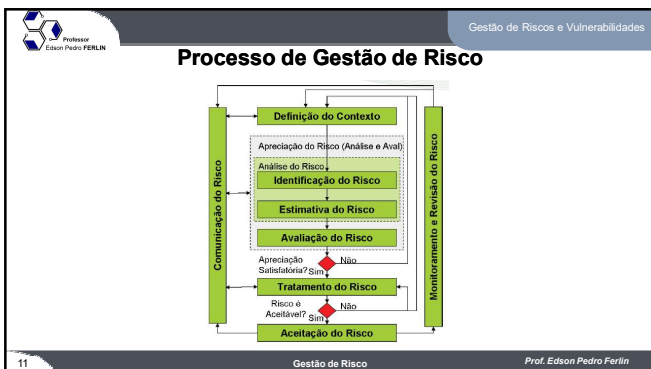 Professor
Edson Pedro FERLIN
Gestão de Riscos e Vulnerabilidades
Processo de Gestão de Risco
Comunicação do Risco
Definição do Contexto
Apreciação do Risco (Análise e Aval)
Análise do Risco
Identificação do Risco
Estimativa do Risco
Avaliação do Risco
Apreciação
Satisfatória?
Não
Sim
Tratamento do Risco
Risco é
Aceitável?
Não
Sim
Aceitação do Risco
Monitoramento e Revisão do Risco
11
Gestão de Risco
Prof. Edson Pedro Ferlin